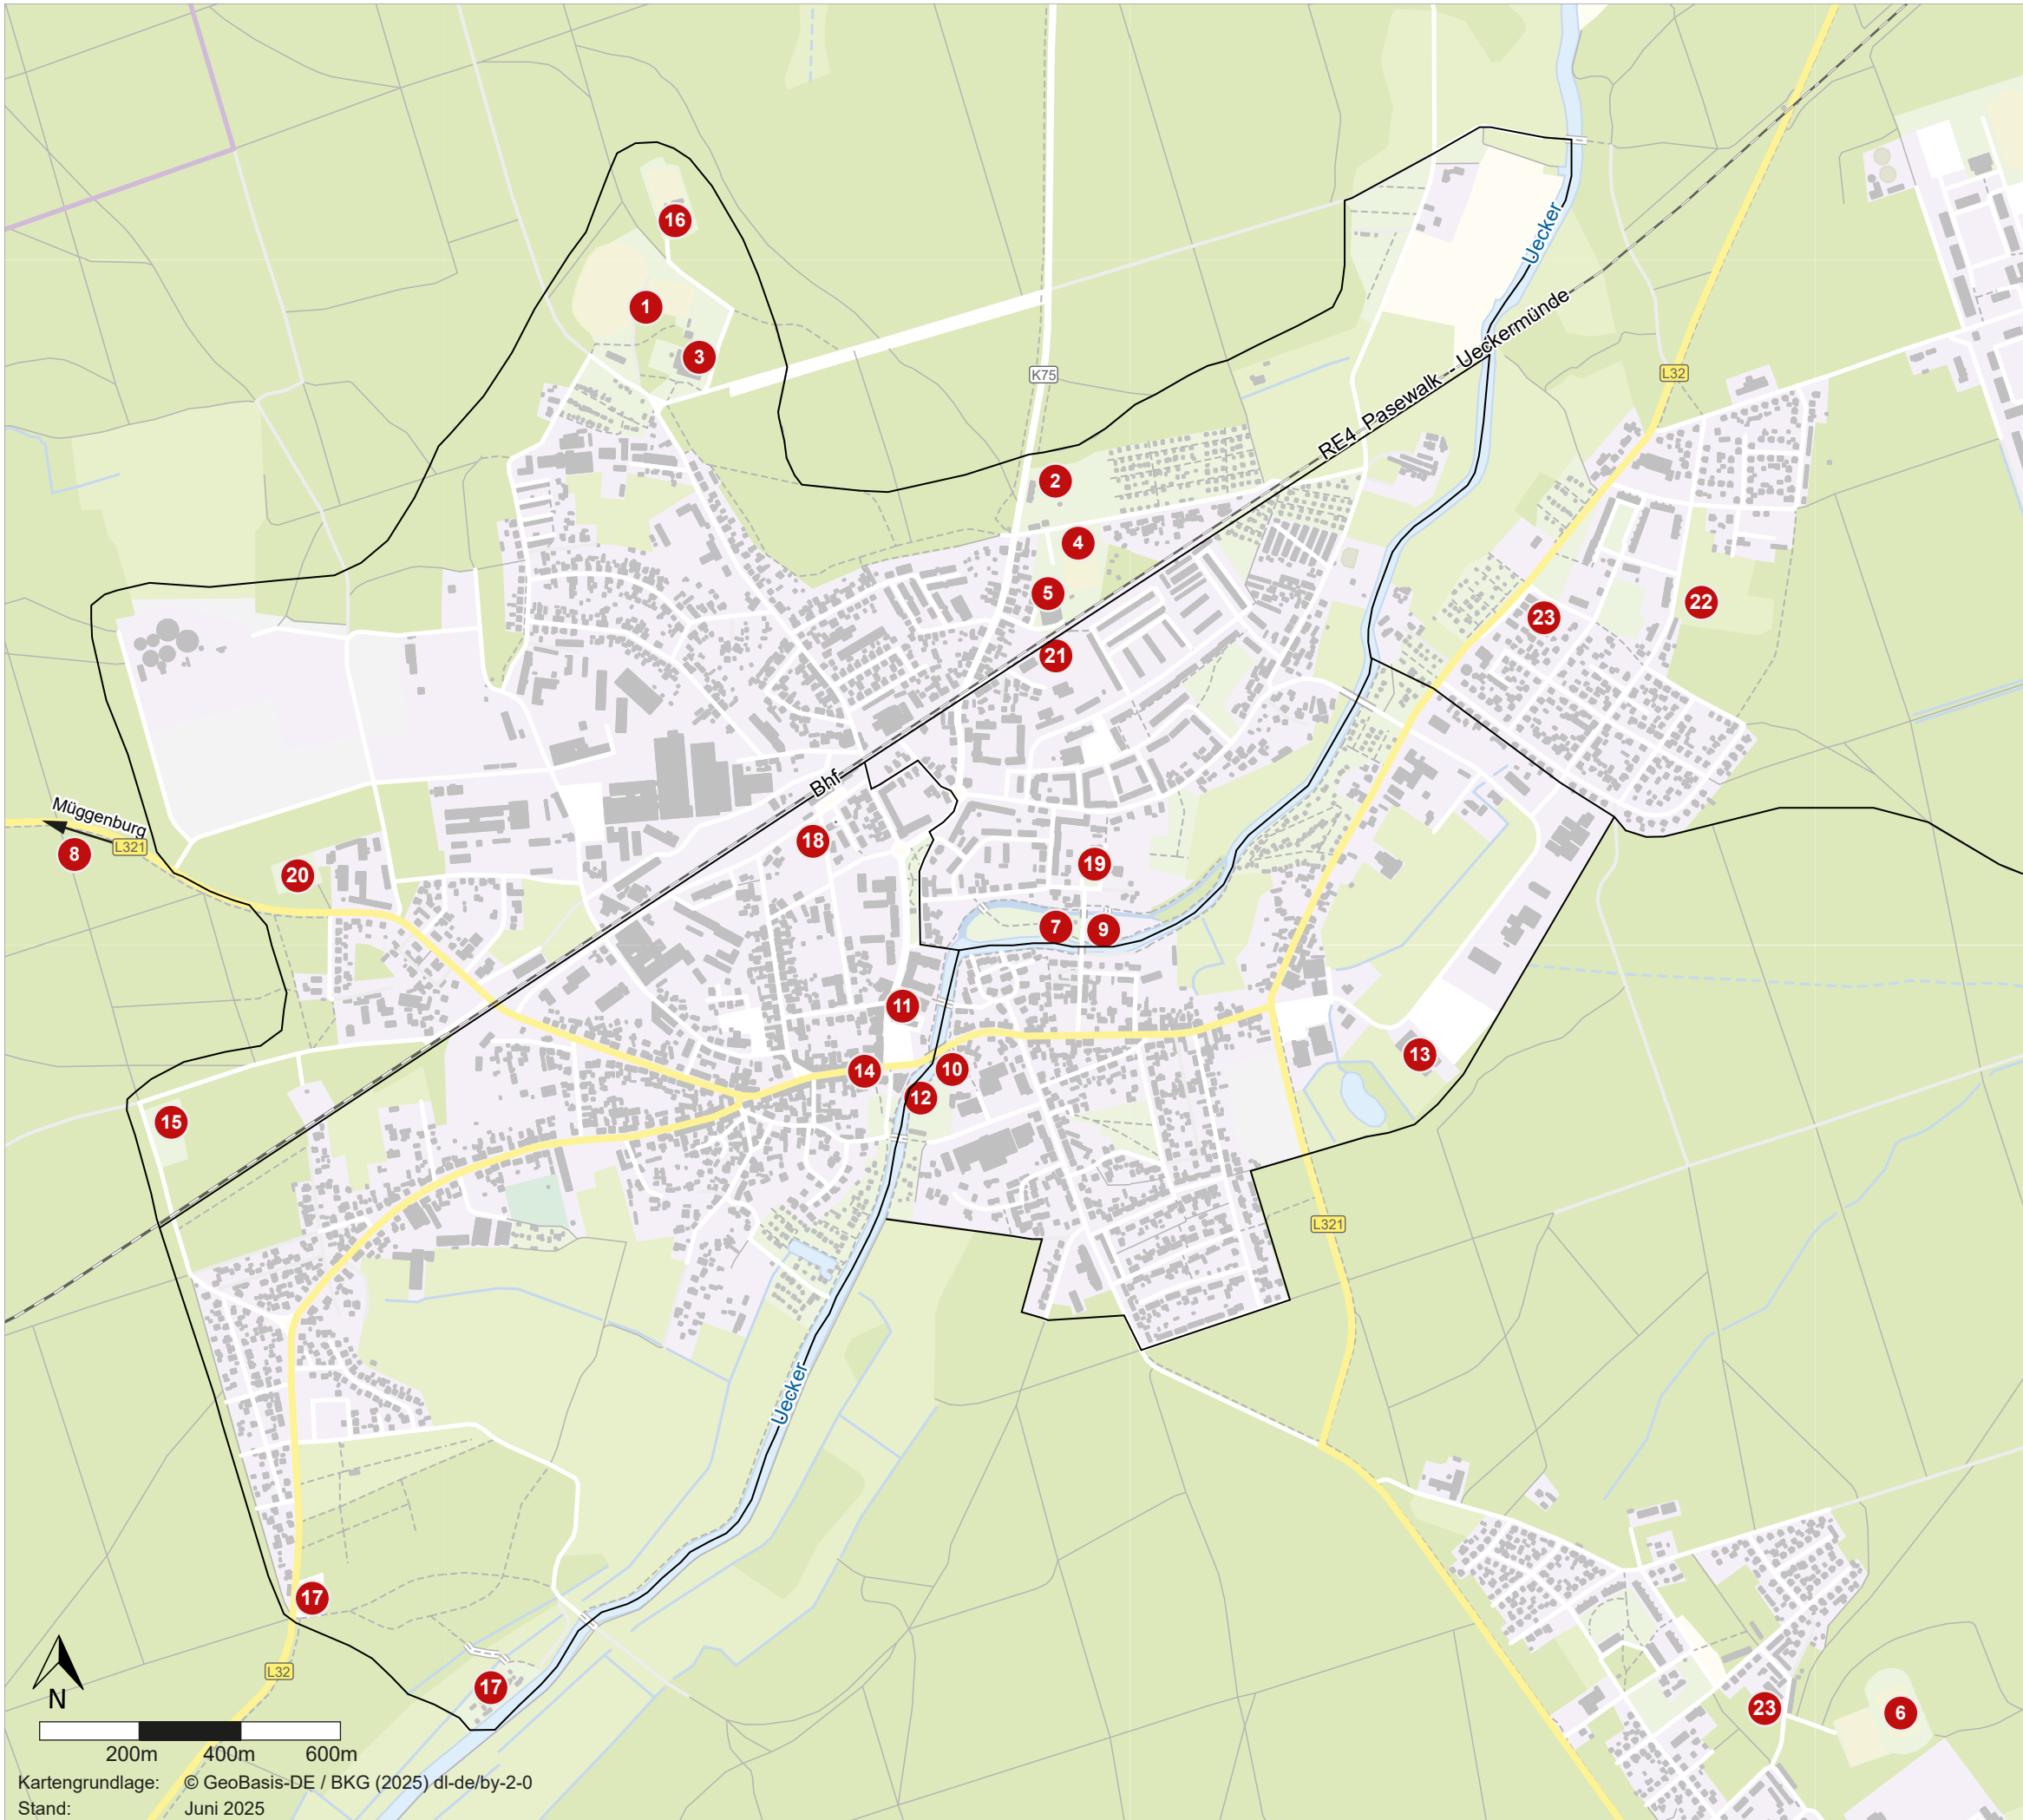 16
Uecker
1
3
RE4 Pasewalk - Ueckermünde
K75
L32
2
4
5
22
23
21
Bhf
Müggenburg
L321
8
18
20
19
7
9
11
13
14
10
12
15
L321
Uecker
17
L32
17
23
6
N
200m 400m 600m
Kartengrundlage: © GeoBasis-DE / BKG (2025) dl-de/by-2-0
Stand: Juni 2025